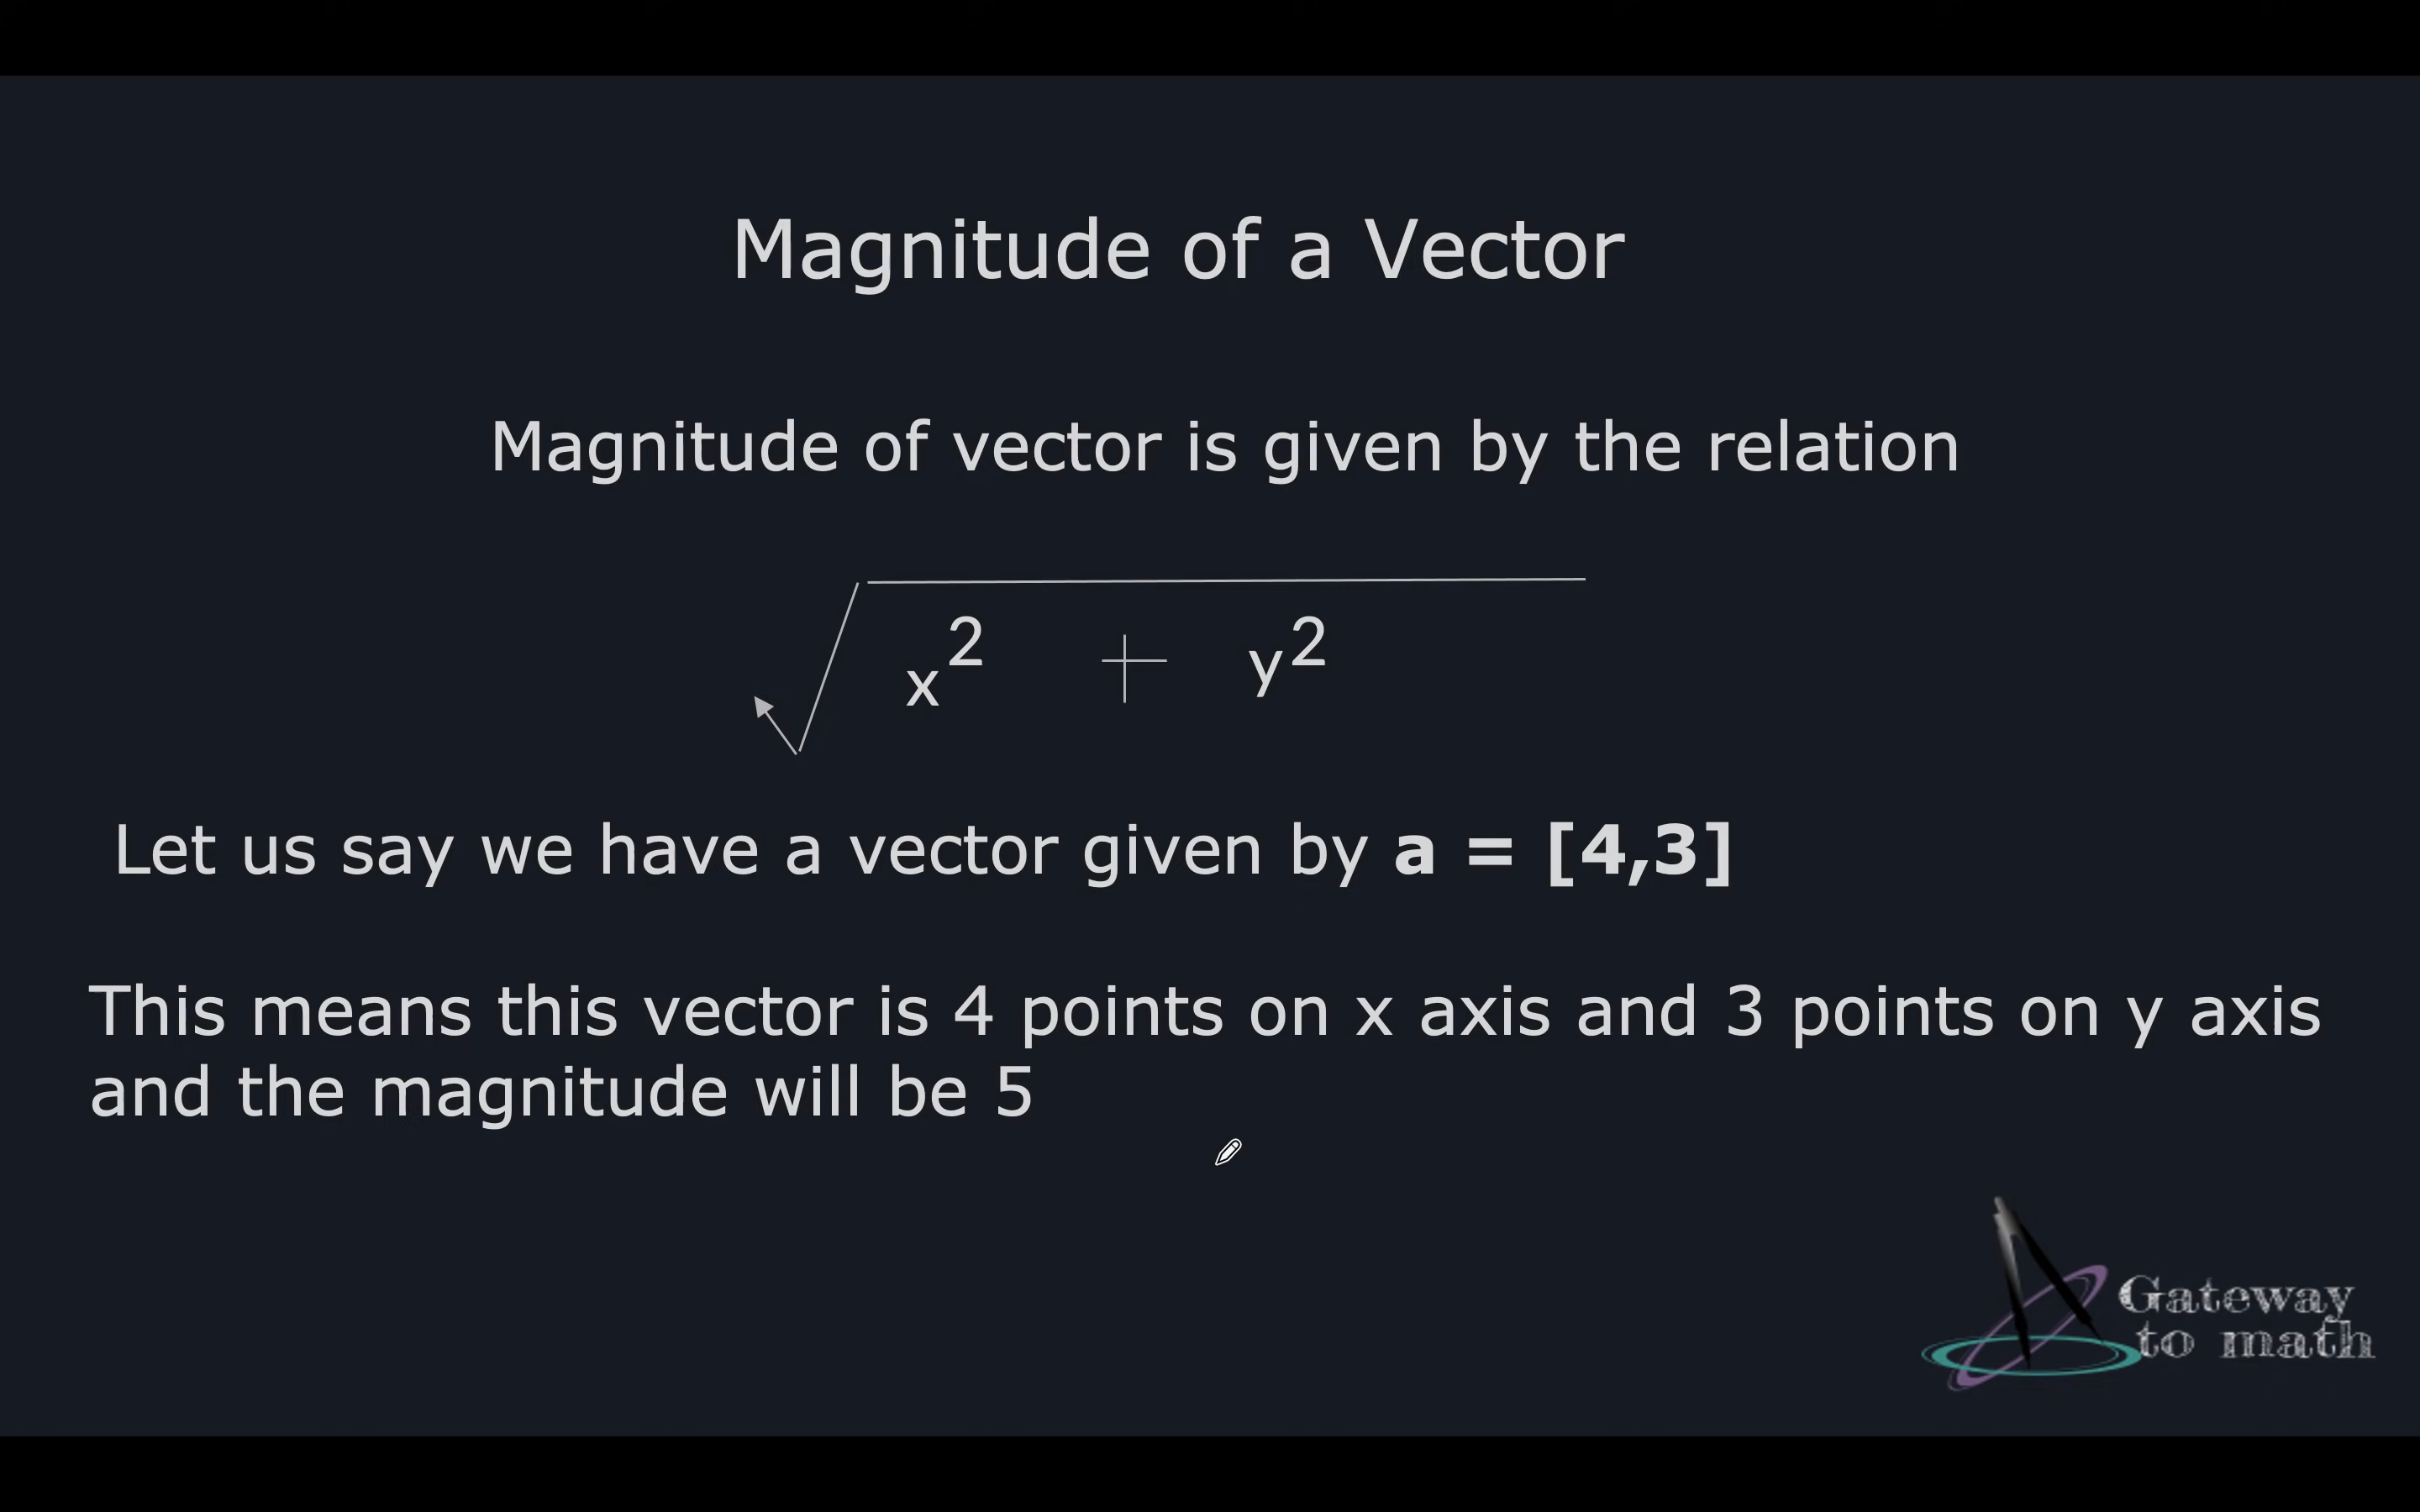 Magnitude of a Vector
Magnitude of vector is given by the relation
√x² + y²
Let us say we have a vector given by a = [4,3]
This means this vector is 4 points on x axis and 3 points on y axis
and the magnitude will be 5
Gateway
to math